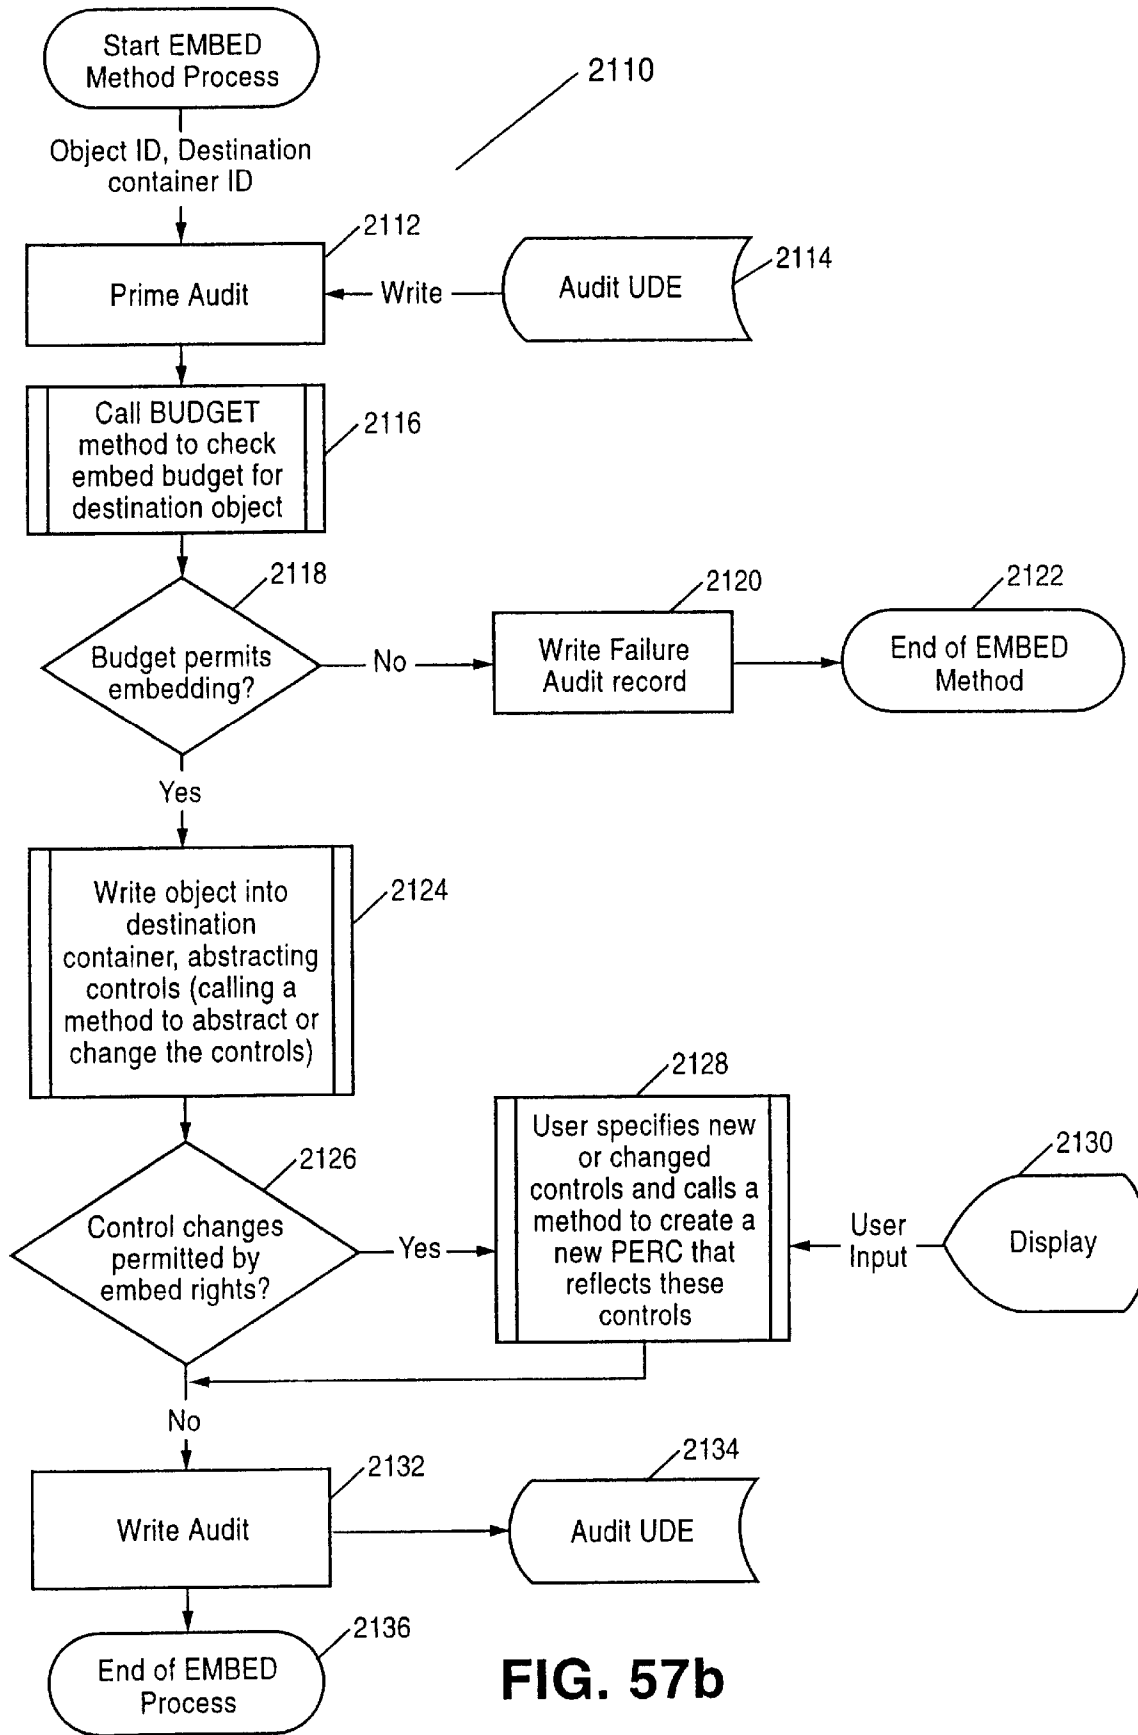 Start EMBED
Method Process
2110
Object ID, Destination
container ID
2112
Prime Audit
Write
Audit UDE
2114
Call BUDGET
method to check
embed budget for
destination object
2116
2118
Budget permits
embedding?
No
2120
Write Failure
Audit record
2122
End of EMBED
Method
Yes
Write object into
destination
container, abstracting
controls (calling a
method to abstract or
change the controls)
2124
2126
Control changes
permitted by
embed rights?
Yes
2128
User specifies new
or changed
controls and calls a
method to create a
new PERC that
reflects these
controls
User
Input
2130
Display
No
2132
Write Audit
2134
Audit UDE
2136
End of EMBED
Process
FIG. 57b